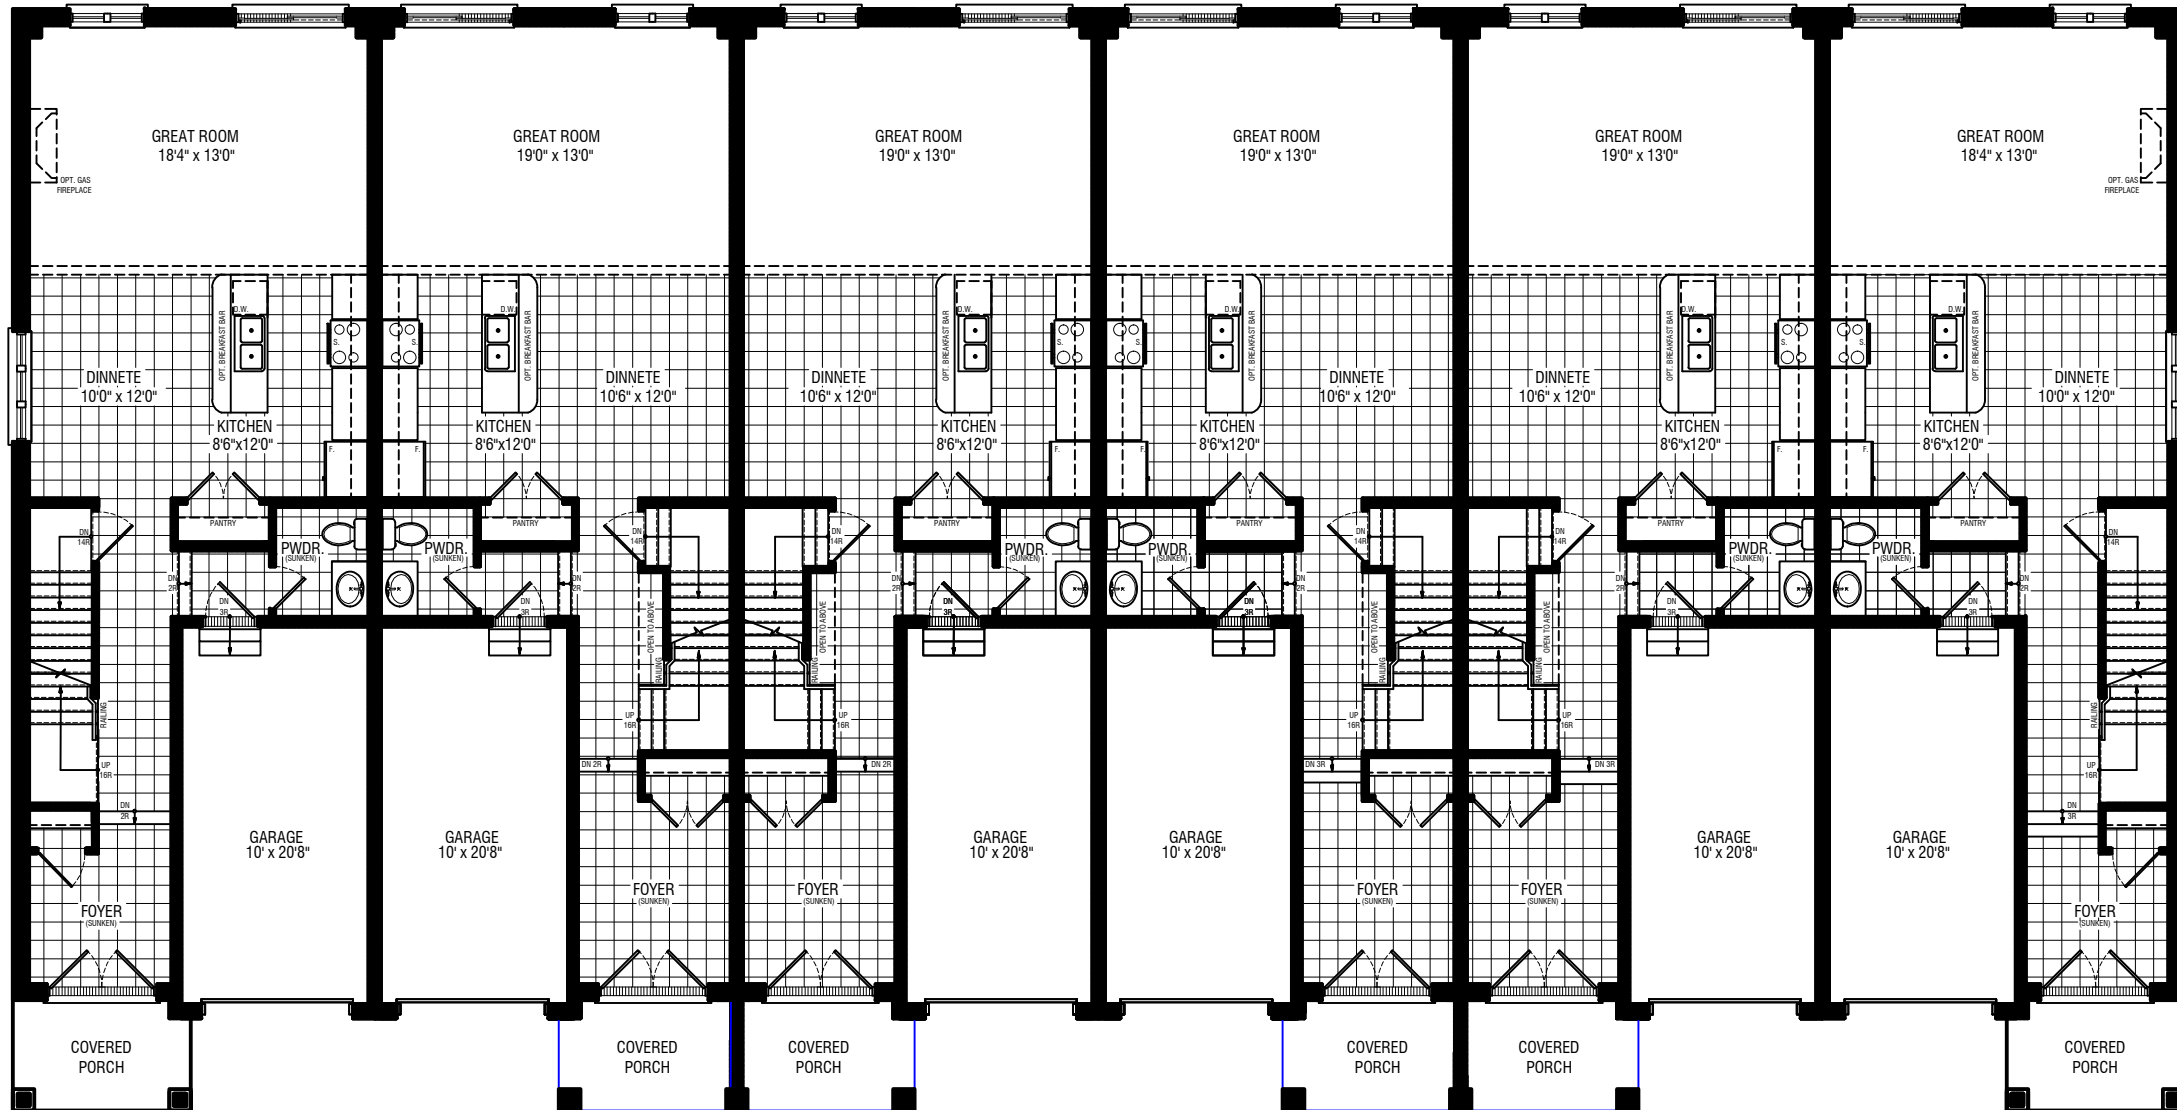 GREAT ROOM
18'4" x 13'0"
GREAT ROOM
19'0" x 13'0"
GREAT ROOM
19'0" x 13'0"
GREAT ROOM
19'0" x 13'0"
GREAT ROOM
19'0" x 13'0"
GREAT ROOM
18'4" x 13'0"
OPT. GAS
FIREPLACE
OPT. GAS
FIREPLACE
D.W.
D.W.
D.W.
D.W.
D.W.
D.W.
OPT. BREAKFAST BAR
OPT. BREAKFAST BAR
OPT. BREAKFAST BAR
OPT. BREAKFAST BAR
OPT. BREAKFAST BAR
OPT. BREAKFAST BAR
S.
S.
S.
S.
S.
S.
DINNETE
10'0" x 12'0"
DINNETE
10'6" x 12'0"
DINNETE
10'6" x 12'0"
DINNETE
10'6" x 12'0"
DINNETE
10'6" x 12'0"
DINNETE
10'0" x 12'0"
KITCHEN
8'6"x12'0"
KITCHEN
8'6"x12'0"
KITCHEN
8'6"x12'0"
KITCHEN
8'6"x12'0"
KITCHEN
8'6"x12'0"
KITCHEN
8'6"x12'0"
F.
F.
F.
F.
F.
F.
PANTRY
PANTRY
PANTRY
PANTRY
PANTRY
PANTRY
DN
14R
DN
14R
DN
14R
DN
14R
DN
14R
DN
14R
PWDR.
(SUNKEN)
PWDR.
(SUNKEN)
PWDR.
(SUNKEN)
PWDR.
(SUNKEN)
PWDR.
(SUNKEN)
PWDR.
(SUNKEN)
DN
2R
DN
2R
DN
2R
DN
2R
DN
2R
DN
2R
DN
3R
DN
3R
DN
3R
DN
3R
DN
3R
DN
3R
OPEN TO ABOVE
OPEN TO ABOVE
OPEN TO ABOVE
OPEN TO ABOVE
RAILING
RAILING
RAILING
RAILING
RAILING
RAILING
UP
16R
UP
16R
UP
16R
UP
16R
UP
16R
UP
16R
DN 2R
DN 2R
DN 3R
DN 3R
DN
2R
DN
3R
GARAGE
10' x 20'8"
GARAGE
10' x 20'8"
GARAGE
10' x 20'8"
GARAGE
10' x 20'8"
GARAGE
10' x 20'8"
GARAGE
10' x 20'8"
FOYER
(SUNKEN)
FOYER
(SUNKEN)
FOYER
(SUNKEN)
FOYER
(SUNKEN)
FOYER
(SUNKEN)
FOYER
(SUNKEN)
COVERED
PORCH
COVERED
PORCH
COVERED
PORCH
COVERED
PORCH
COVERED
PORCH
COVERED
PORCH